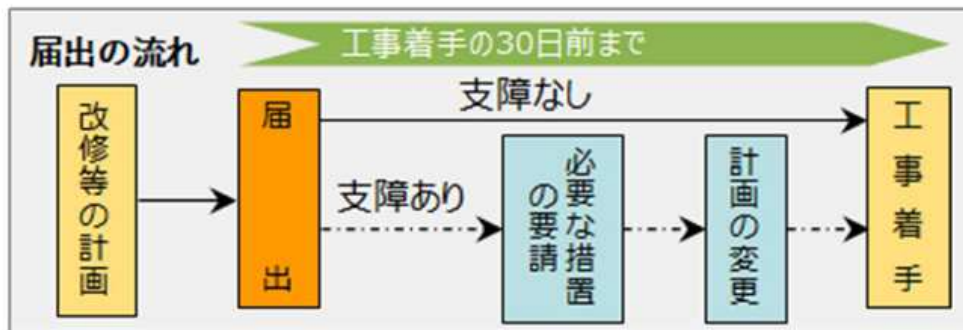 届出の流れ
工事着手の30日前まで
改修等の計画
届出
支障なし
支障あり
必要な措置
の要請
計画の変更
工事着手